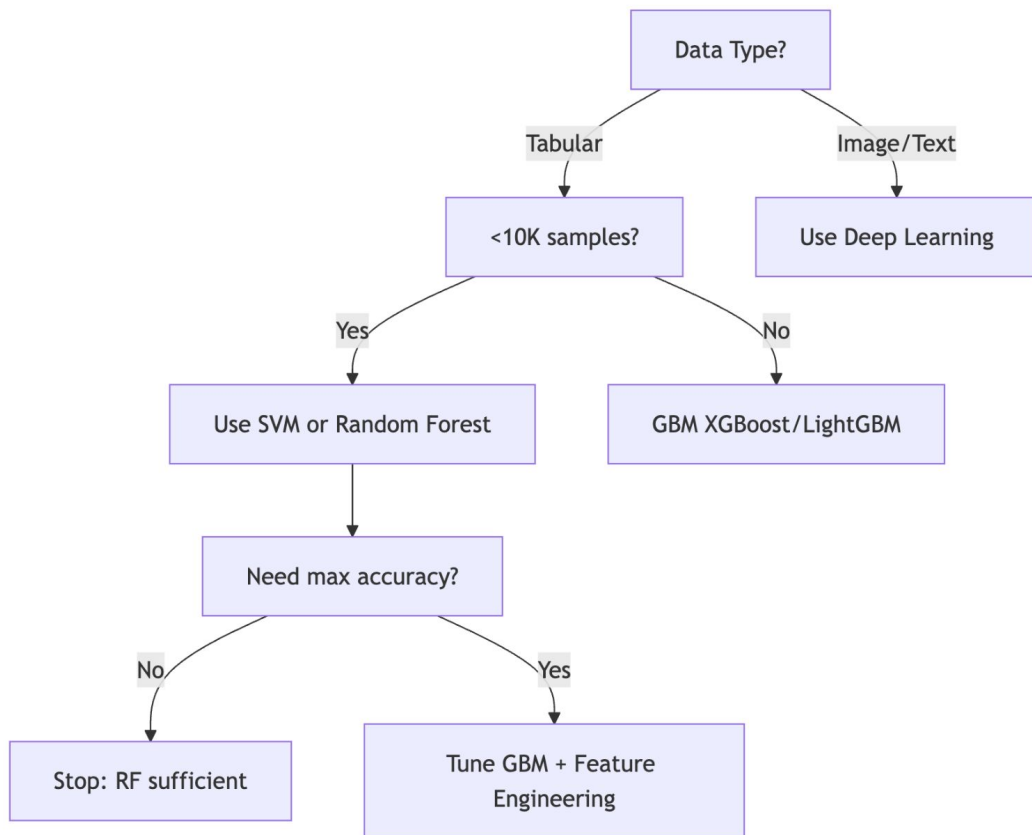 Data Type?
Tabular
Image/Text
<10K samples?
Use Deep Learning
Yes
No
Use SVM or Random Forest
GBM XGBoost/LightGBM
Need max accuracy?
No
Yes
Stop: RF sufficient
Tune GBM + Feature
Engineering